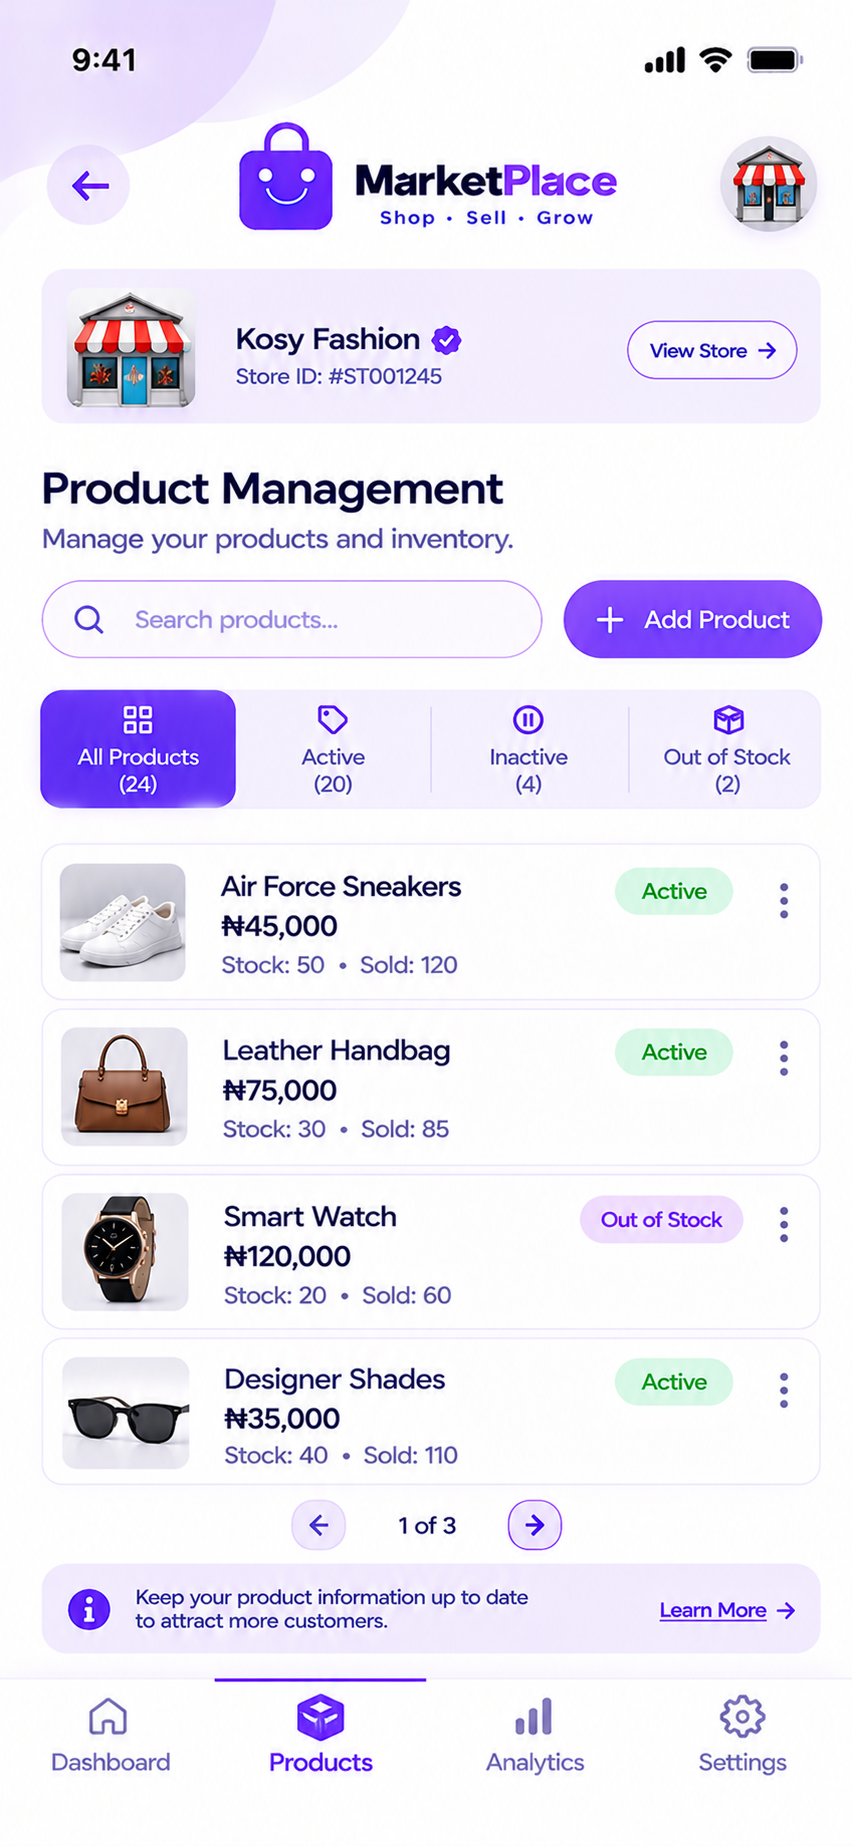 9:41
MarketPlace
Shop • Sell • Grow
Kosy Fashion
Store ID: #ST001245
View Store →
Product Management
Manage your products and inventory.
Search products...
+ Add Product
All Products
(24)
Active
(20)
Inactive
(4)
Out of Stock
(2)
Air Force Sneakers
Active
₦45,000
Stock: 50 • Sold: 120
Leather Handbag
Active
₦75,000
Stock: 30 • Sold: 85
Smart Watch
Out of Stock
₦120,000
Stock: 20 • Sold: 60
Designer Shades
Active
₦35,000
Stock: 40 • Sold: 110
1 of 3
Keep your product information up to date
to attract more customers.
Learn More →
Dashboard
Products
Analytics
Settings